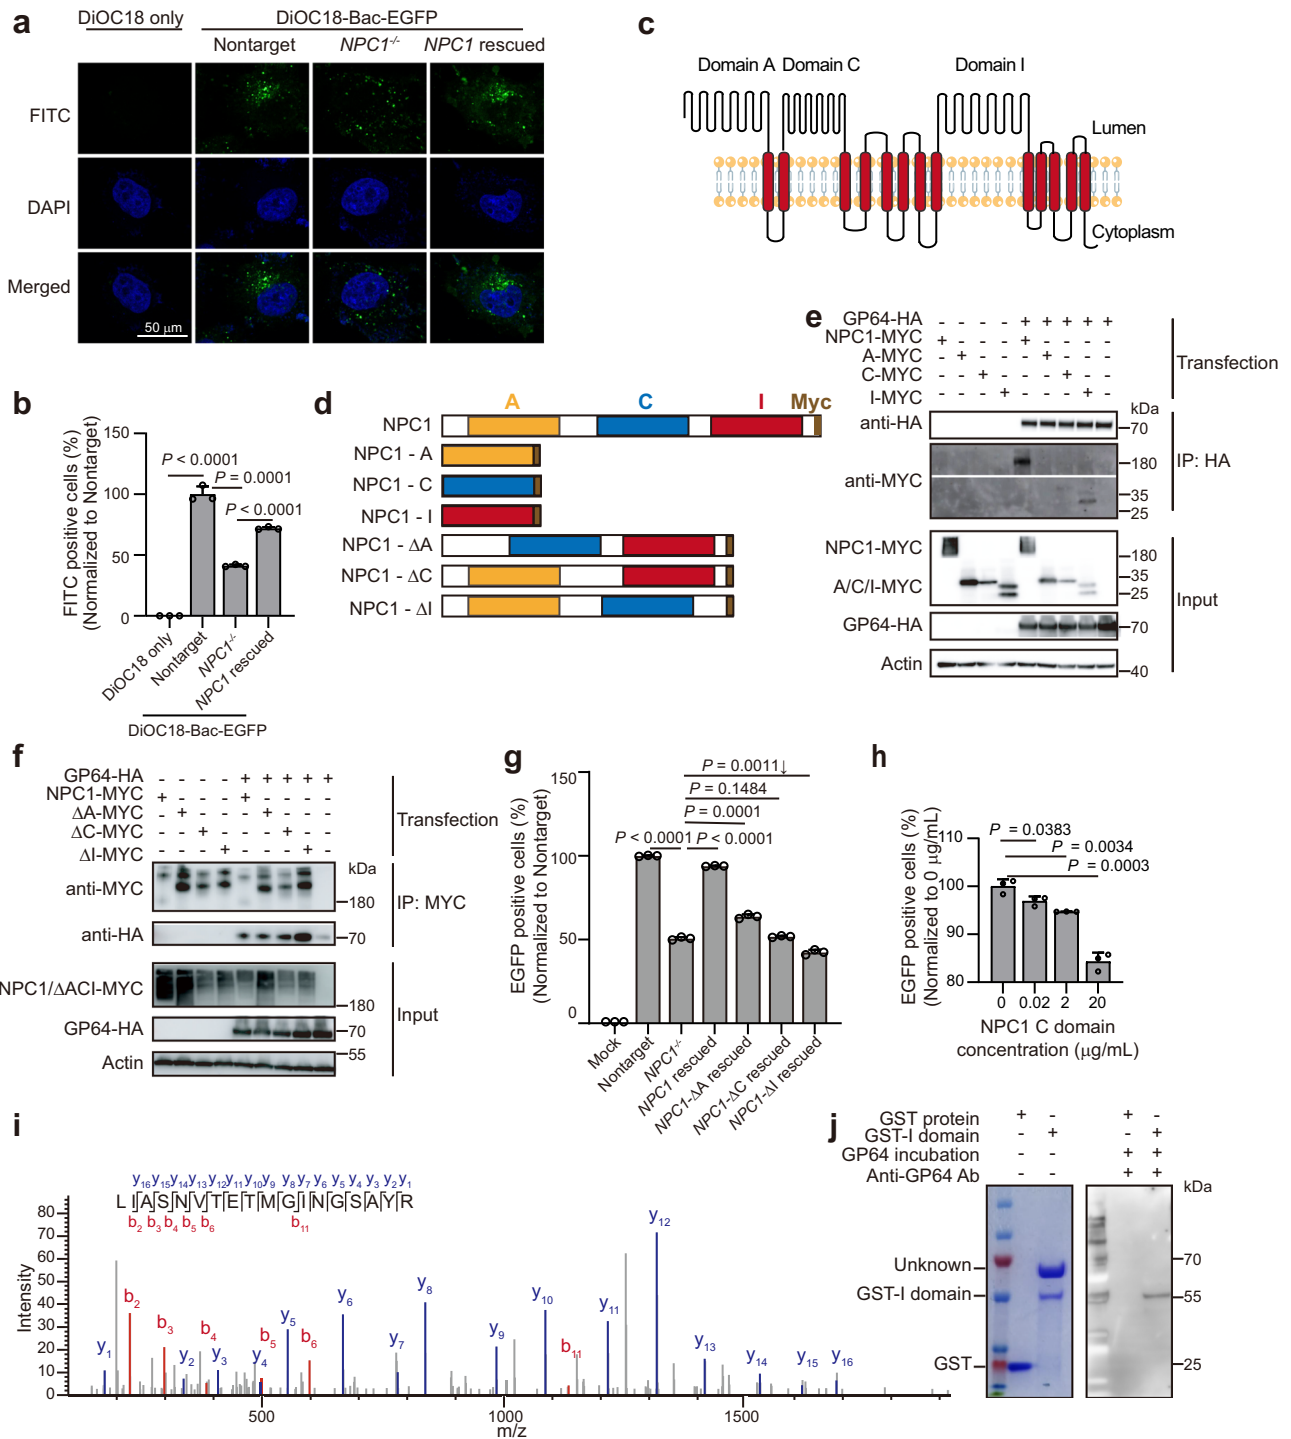 a
DiOC18 only
DiOC18-Bac-EGFP
Nontarget
NPC1-/-
NPC1 rescued
FITC
DAPI
Merged
50 μm
b
FITC positive cells (%)
(Normalized to Nontarget)
150
100
50
0
P < 0.0001
P = 0.0001
P < 0.0001
DiOC18 only
Nontarget
NPC1-/-
NPC1 rescued
DiOC18-Bac-EGFP
c
Domain A
Domain C
Domain I
Lumen
Cytoplasm
d
A
C
I
Myc
NPC1
NPC1 - A
NPC1 - C
NPC1 - I
NPC1 - ΔA
NPC1 - ΔC
NPC1 - ΔI
e
GP64-HA - - - - + + + + +
NPC1-MYC + - - - + - - - -
A-MYC - + - - - + - - -
C-MYC - - + - - - + - -
I-MYC - - - + - - - + -
Transfection
kDa
anti-HA
70
anti-MYC
180
35
25
IP: HA
NPC1-MYC
180
A/C/I-MYC
35
25
GP64-HA
70
Actin
40
Input
f
GP64-HA - - - - + + + + +
NPC1-MYC + - - - + - - - -
ΔA-MYC - + - - - + - - -
ΔC-MYC - - + - - - + - -
ΔI-MYC - - - + - - - + -
Transfection
kDa
anti-MYC
180
anti-HA
70
IP: MYC
NPC1/ΔACI-MYC
180
GP64-HA
70
55
Actin
Input
g
EGFP positive cells (%)
(Normalized to Nontarget)
150
100
50
0
P = 0.0011↓
P = 0.1484
P = 0.0001
P < 0.0001
P < 0.0001
Mock
Nontarget
NPC1-/-
NPC1 rescued
NPC1-ΔA rescued
NPC1-ΔC rescued
NPC1-ΔI rescued
h
EGFP positive cells (%)
(Normalized to 0 μg/mL)
110
100
90
80
P = 0.0383
P = 0.0034
P = 0.0003
0 0.02 2 20
NPC1 C domain
concentration (μg/mL)
i
y16 y15 y14 y13 y12 y11 y10 y9 y8 y7 y6 y5 y4 y3 y2 y1
L I A S N V T E T M G I N G S A Y R
b2 b3 b4 b5 b6 b11
Intensity
80
70
60
50
40
30
20
10
0
y1
b2
b3
y2
b4
y3
y4
b5
y5
b6
y6
y7
y8
y9
y10
b11
y11
y12
y13
y14
y15
y16
500
1000
1500
m/z
j
GST protein + - + -
GST-I domain - + - +
GP64 incubation - - + +
Anti-GP64 Ab - - + +
kDa
Unknown
GST-I domain
GST
70
55
25